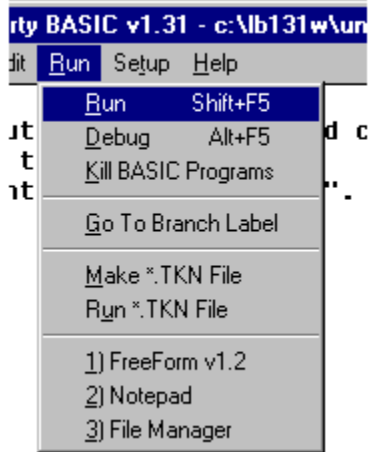 rty BASIC v1.31 - c:\lb131w\un
dit Run Setup Help
Run Shift+F5
Debug Alt+F5
Kill BASIC Programs
Go To Branch Label
Make *.TKN File
Run *.TKN File
1) FreeForm v1.2
2) Notepad
3) File Manager
ut d c
t
nt ".